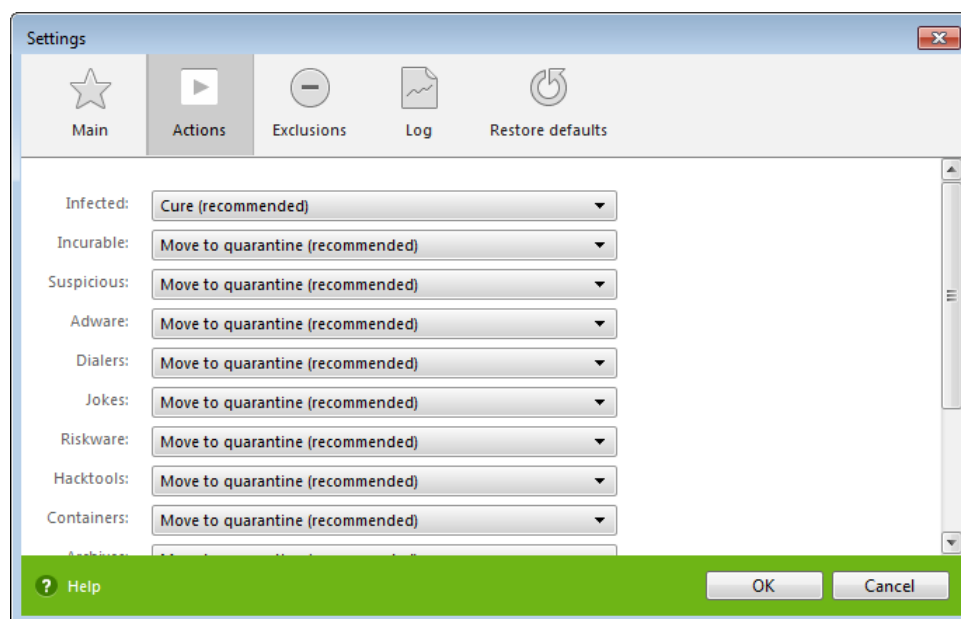 Settings
Main Actions Exclusions Log Restore defaults
Infected: Cure (recommended)
Incurable: Move to quarantine (recommended)
Suspicious: Move to quarantine (recommended)
Adware: Move to quarantine (recommended)
Dialers: Move to quarantine (recommended)
Jokes: Move to quarantine (recommended)
Riskware: Move to quarantine (recommended)
Hacktools: Move to quarantine (recommended)
Containers: Move to quarantine (recommended)
? Help OK Cancel